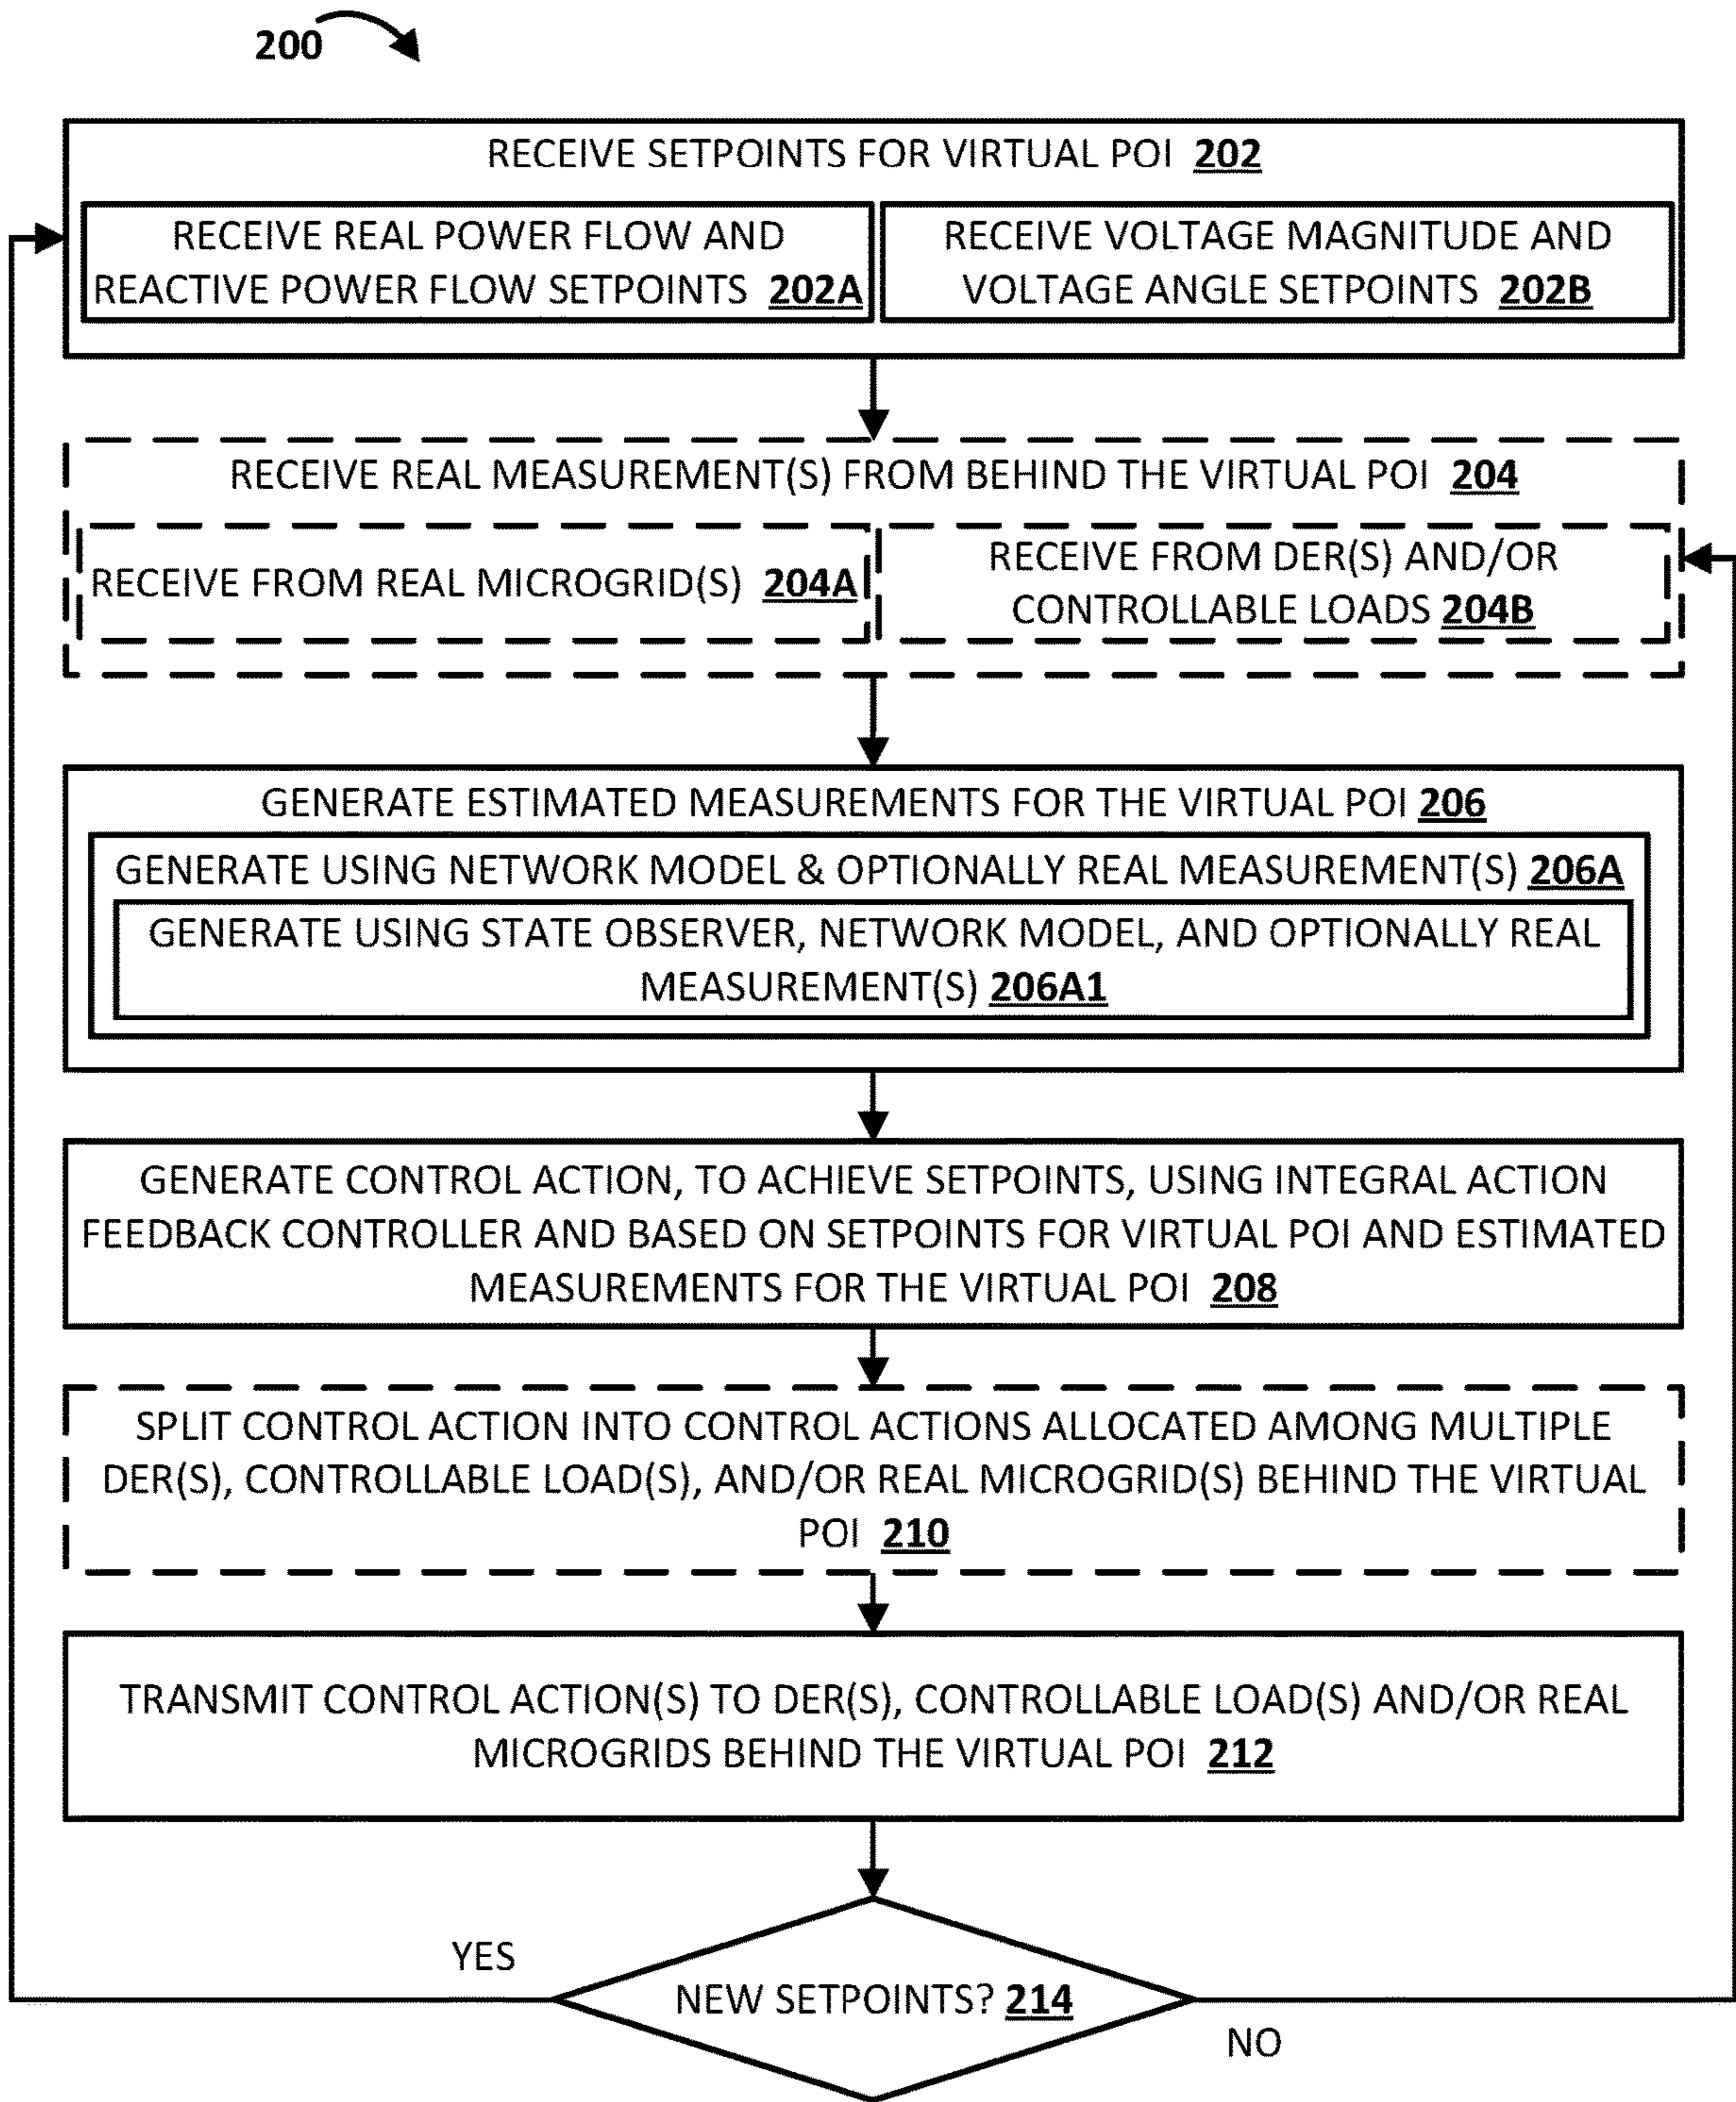 200
RECEIVE SETPOINTS FOR VIRTUAL POI 202
RECEIVE REAL POWER FLOW AND
REACTIVE POWER FLOW SETPOINTS 202A
RECEIVE VOLTAGE MAGNITUDE AND
VOLTAGE ANGLE SETPOINTS 202B
RECEIVE REAL MEASUREMENT(S) FROM BEHIND THE VIRTUAL POI 204
RECEIVE FROM REAL MICROGRID(S) 204A
RECEIVE FROM DER(S) AND/OR
CONTROLLABLE LOADS 204B
GENERATE ESTIMATED MEASUREMENTS FOR THE VIRTUAL POI 206
GENERATE USING NETWORK MODEL & OPTIONALLY REAL MEASUREMENT(S) 206A
GENERATE USING STATE OBSERVER, NETWORK MODEL, AND OPTIONALLY REAL
MEASUREMENT(S) 206A1
GENERATE CONTROL ACTION, TO ACHIEVE SETPOINTS, USING INTEGRAL ACTION
FEEDBACK CONTROLLER AND BASED ON SETPOINTS FOR VIRTUAL POI AND ESTIMATED
MEASUREMENTS FOR THE VIRTUAL POI 208
SPLIT CONTROL ACTION INTO CONTROL ACTIONS ALLOCATED AMONG MULTIPLE
DER(S), CONTROLLABLE LOAD(S), AND/OR REAL MICROGRID(S) BEHIND THE VIRTUAL
POI 210
TRANSMIT CONTROL ACTION(S) TO DER(S), CONTROLLABLE LOAD(S) AND/OR REAL
MICROGRIDS BEHIND THE VIRTUAL POI 212
YES
NEW SETPOINTS? 214
NO